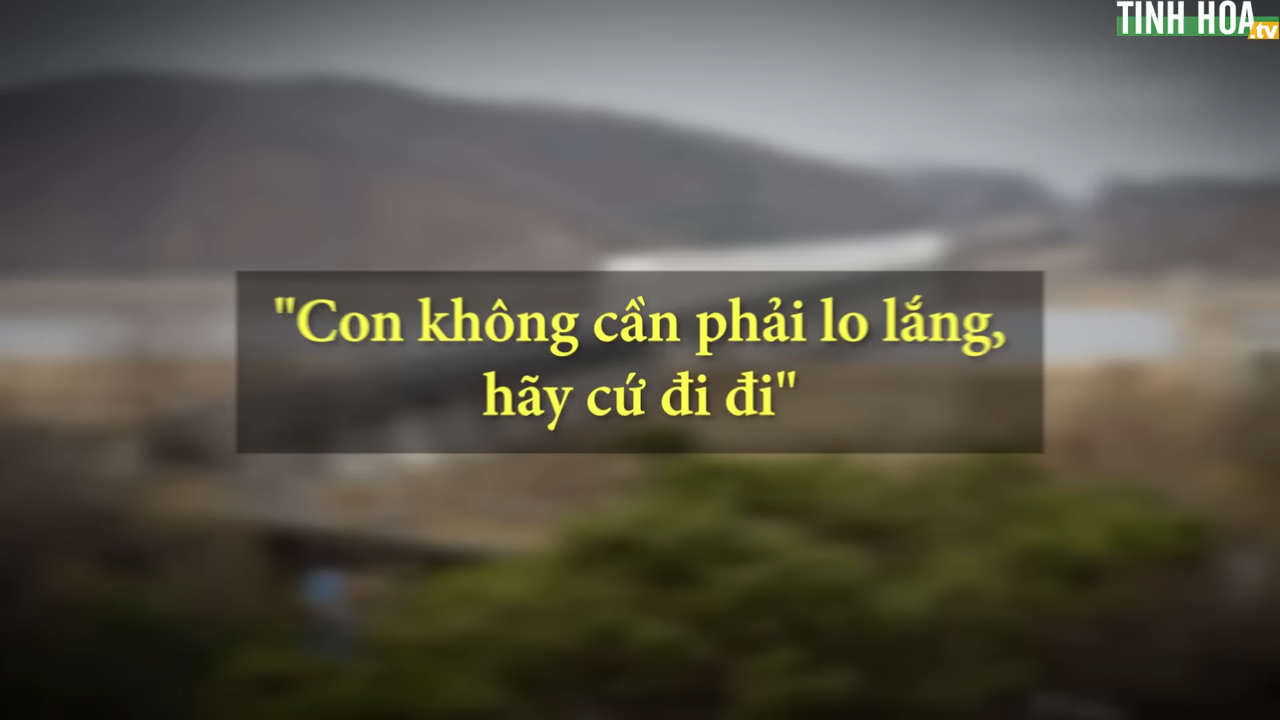 TINH HOA
.tv
"Con không cần phải lo lắng,
hãy cứ đi đi"